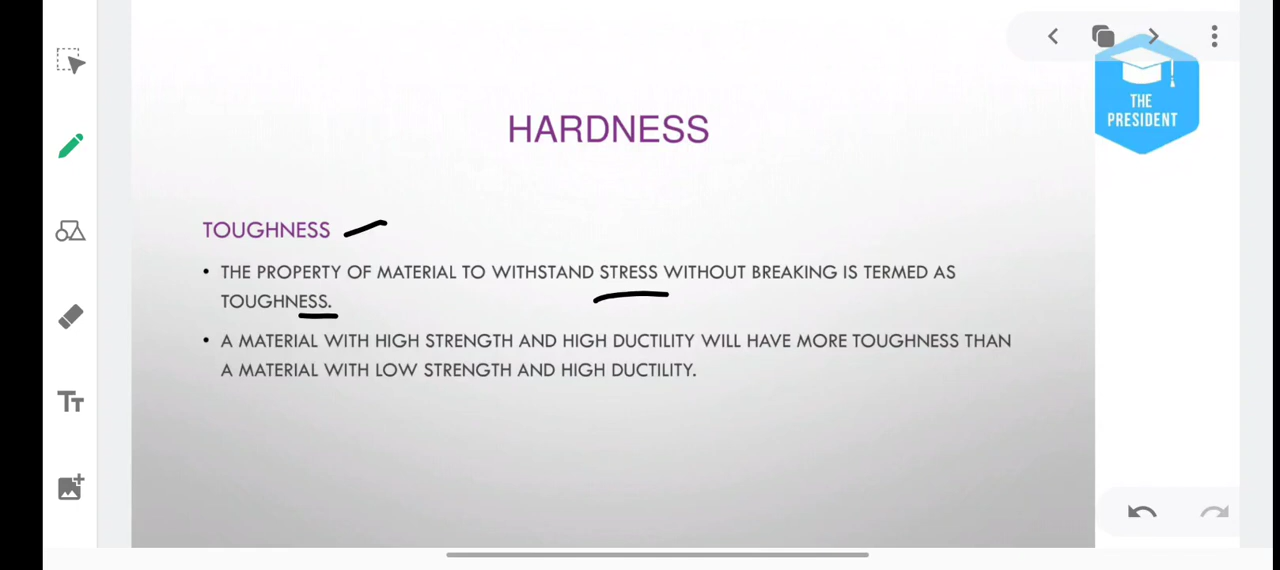 THE
PRESIDENT
HARDNESS
TOUGHNESS
• THE PROPERTY OF MATERIAL TO WITHSTAND STRESS WITHOUT BREAKING IS TERMED AS
TOUGHNESS.
• A MATERIAL WITH HIGH STRENGTH AND HIGH DUCTILITY WILL HAVE MORE TOUGHNESS THAN
A MATERIAL WITH LOW STRENGTH AND HIGH DUCTILITY.
TT